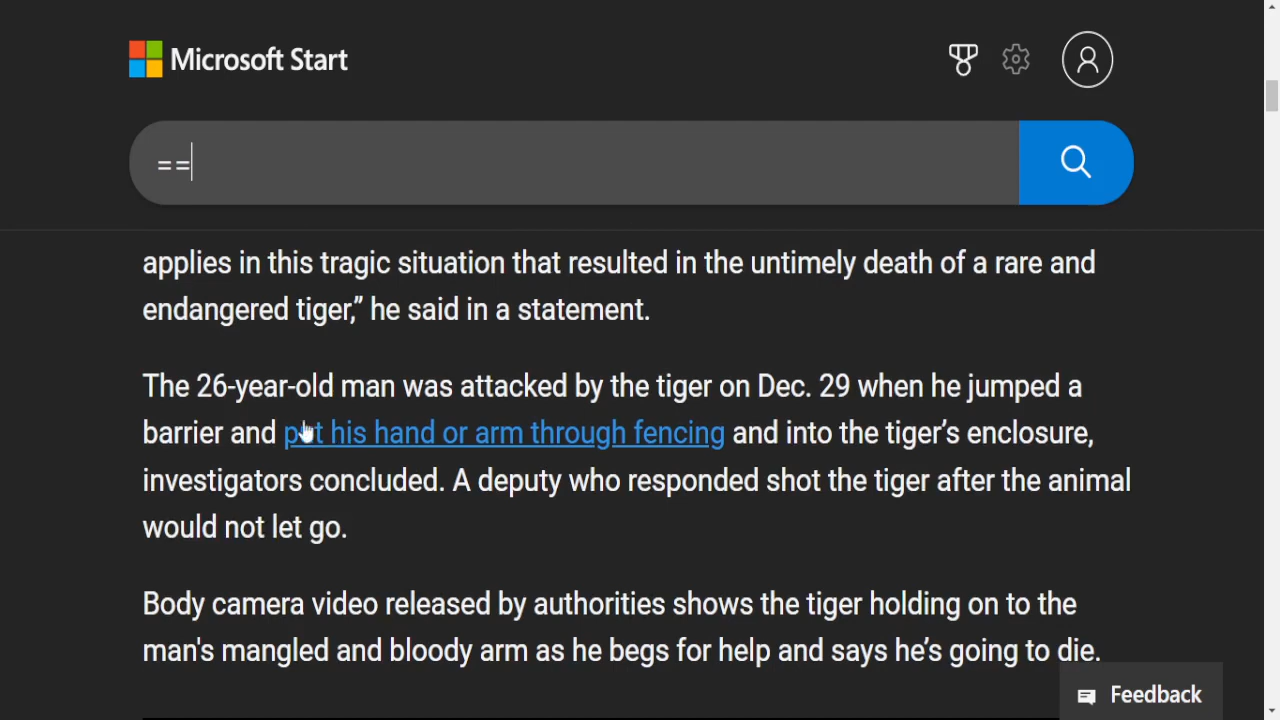 Microsoft Start
==
applies in this tragic situation that resulted in the untimely death of a rare and
endangered tiger,” he said in a statement.
The 26-year-old man was attacked by the tiger on Dec. 29 when he jumped a
barrier and put his hand or arm through fencing and into the tiger’s enclosure,
investigators concluded. A deputy who responded shot the tiger after the animal
would not let go.
Body camera video released by authorities shows the tiger holding on to the
man's mangled and bloody arm as he begs for help and says he’s going to die.
Feedback